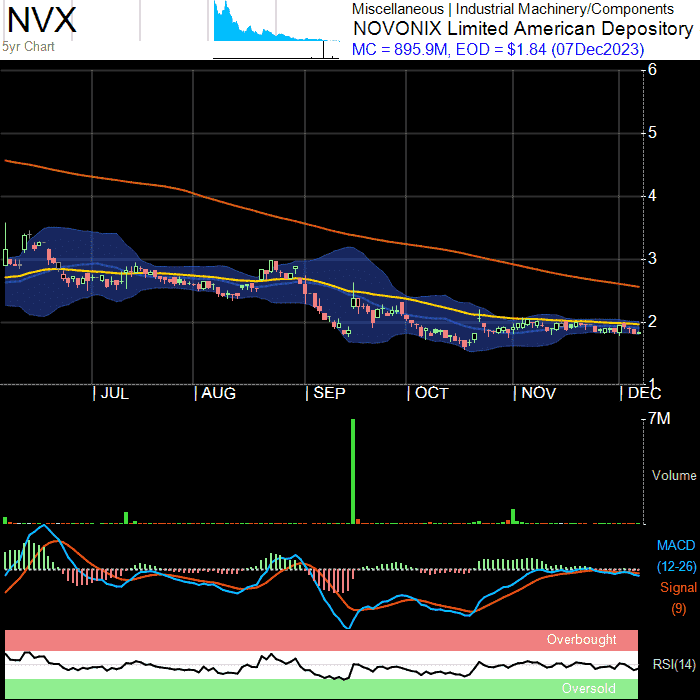 NVX
5yr Chart
Miscellaneous | Industrial Machinery/Components
NOVONIX Limited American Depository
MC = 895.9M, EOD = $1.84 (07Dec2023)
6
5
4
3
2
1
JUL
AUG
SEP
OCT
NOV
DEC
7M
Volume
MACD
(12-26)
Signal
(9)
Overbought
RSI(14)
Oversold